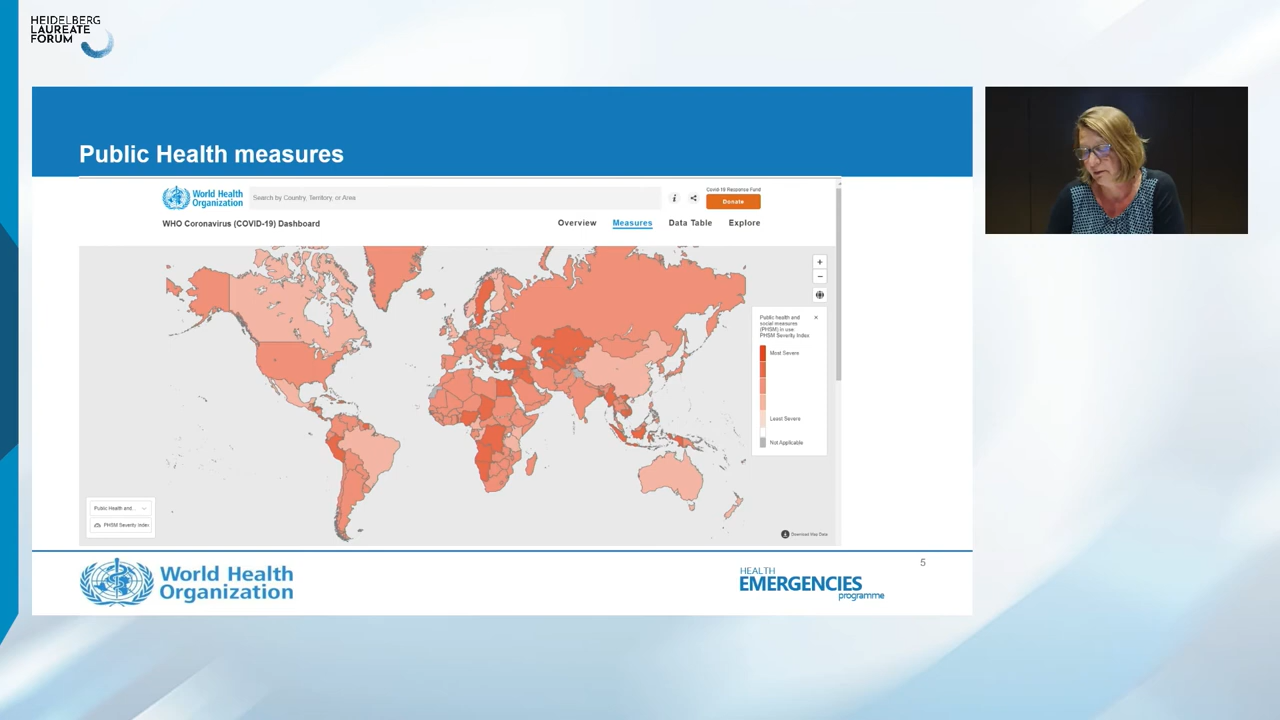 HEIDELBERG
LAUREATE
FORUM
Public Health measures
World Health
Organization
Search by Country, Territory, or Area
i
Covid-19 Response Fund
Donate
WHO Coronavirus (COVID-19) Dashboard
Overview
Measures
Data Table
Explore
+
−
Public health and
social measures
(PHSM) in use
PHSM Severity Index
×
Most Severe
Least Severe
Not Applicable
Public Health and...
PHSM Severity Index
Download Map Data
World Health
Organization
HEALTH
EMERGENCIES
programme
5